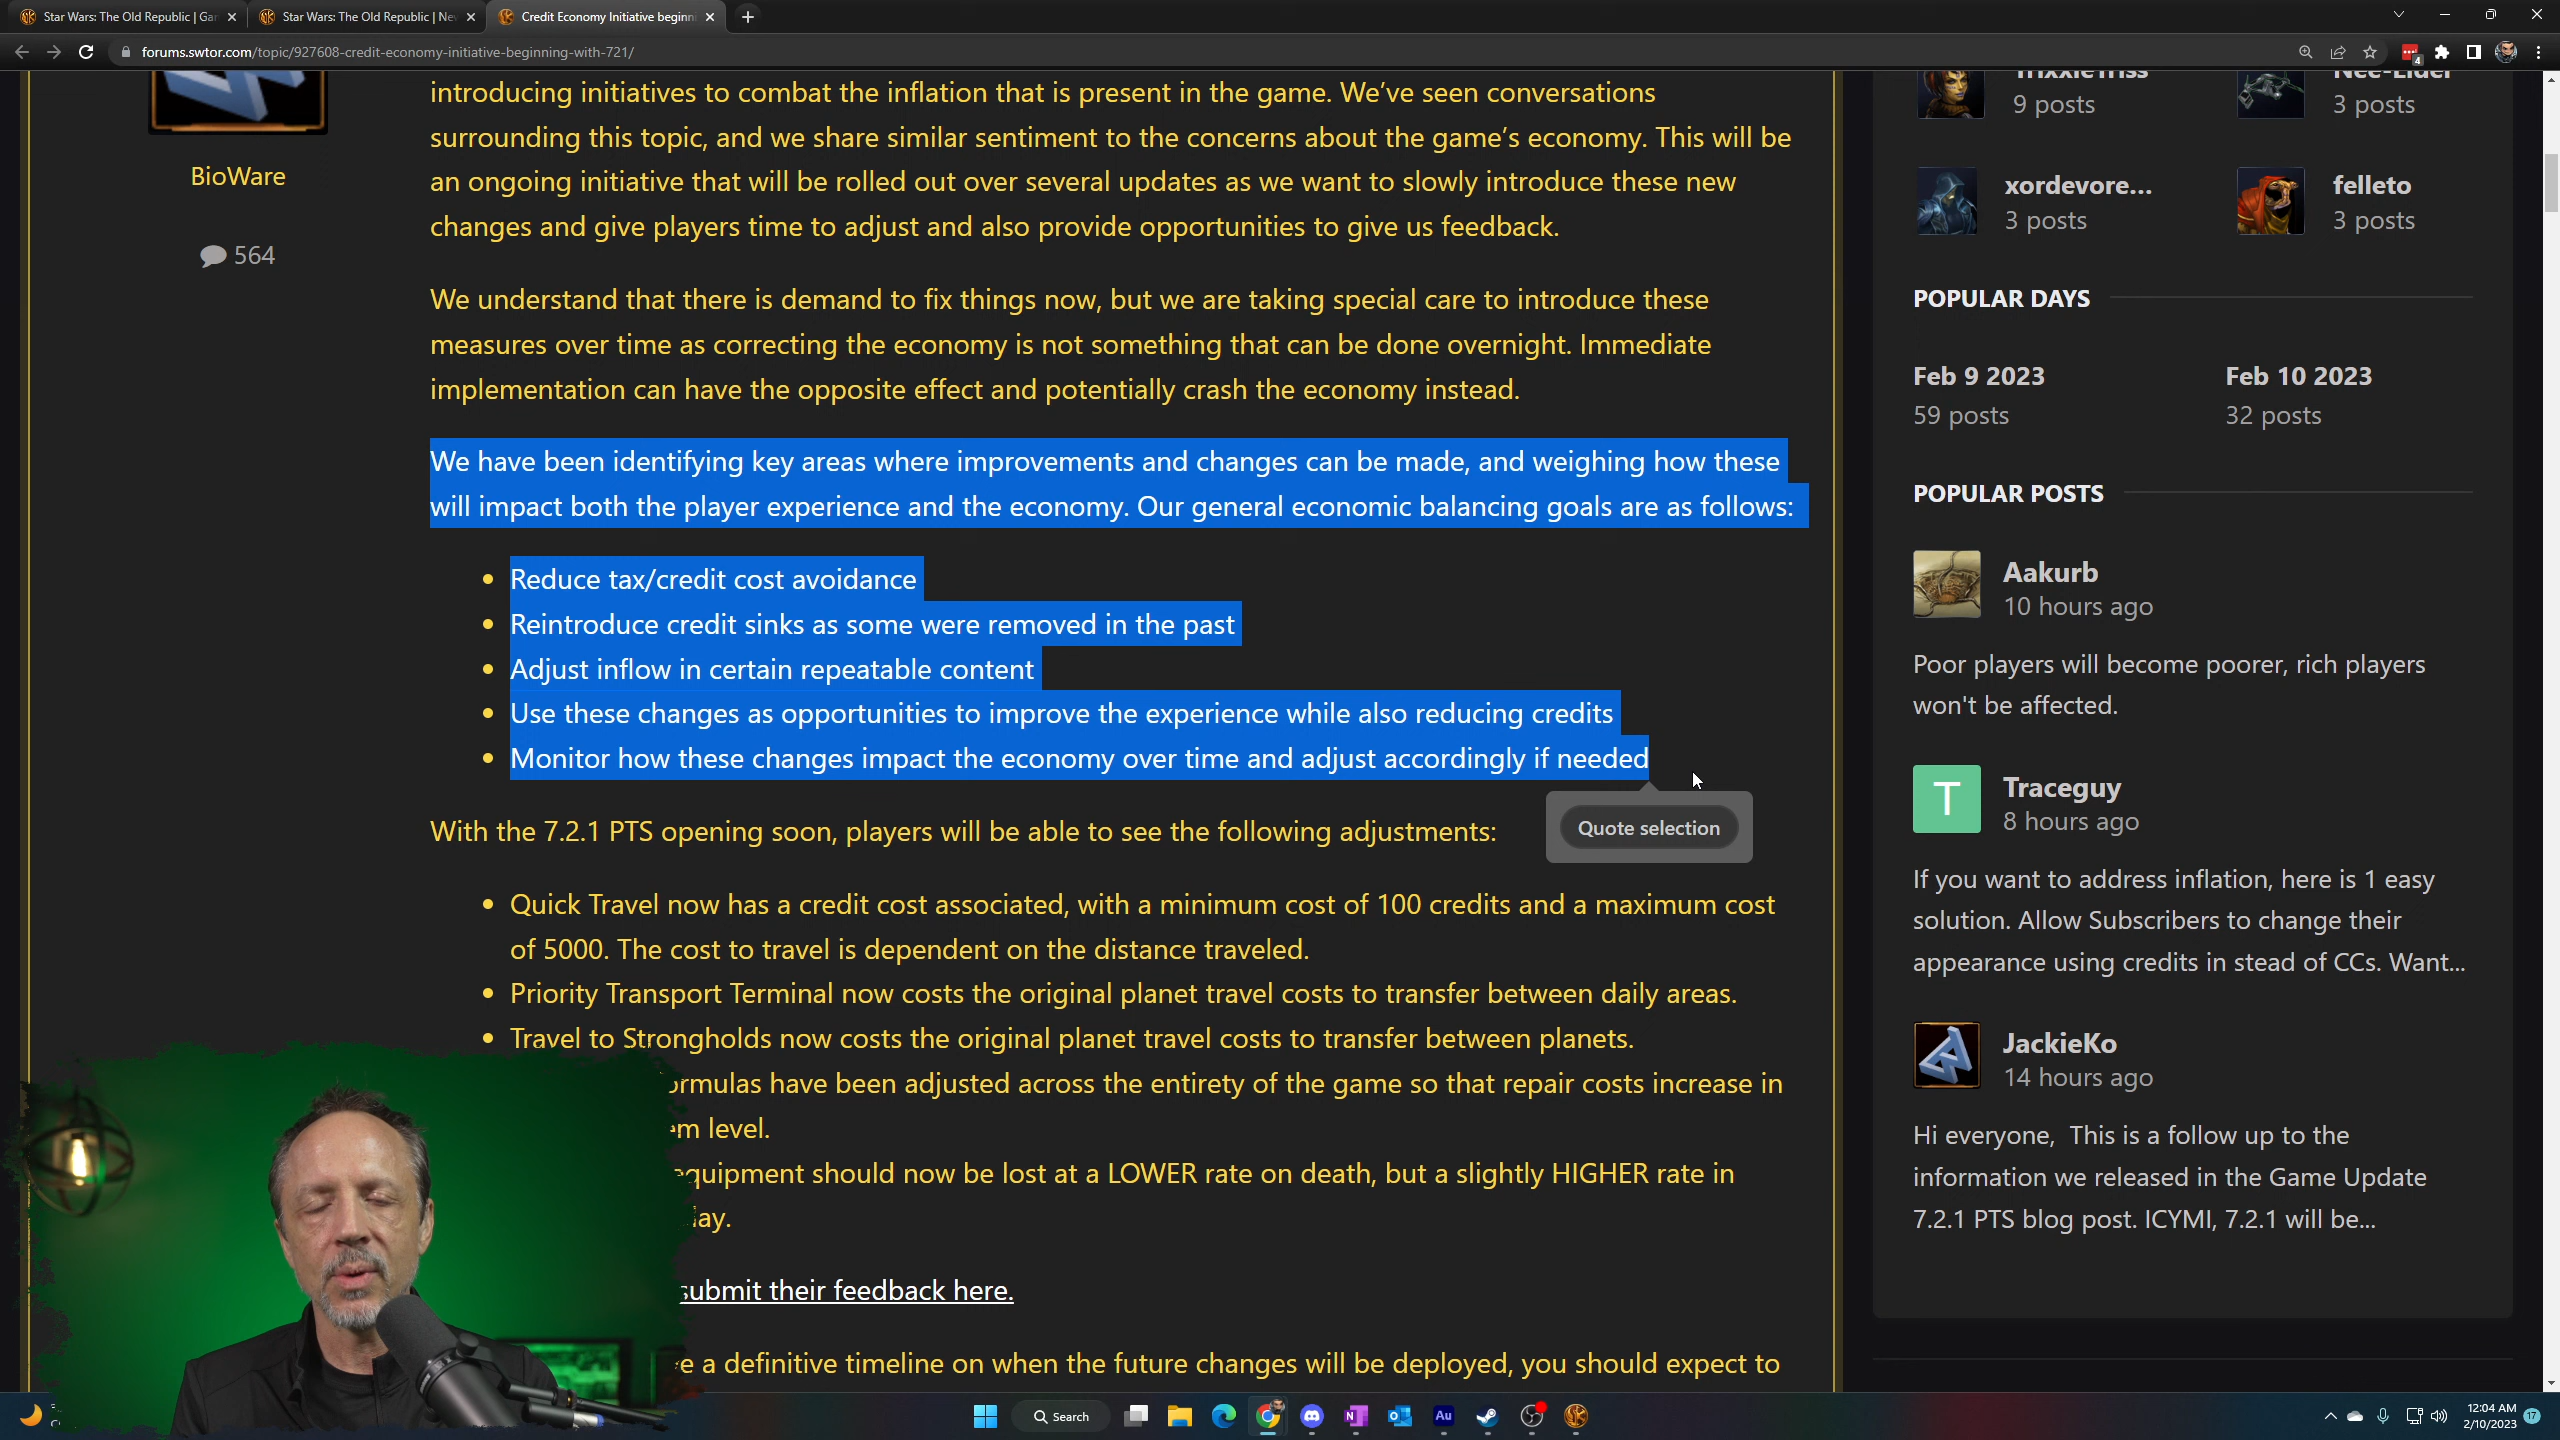 Star Wars: The Old Republic | Ga
Star Wars: The Old Republic | Ne
Credit Economy Initiative beginn
forums.swtor.com/topic/927608-credit-economy-initiative-beginning-with-721/
4
introducing initiatives to combat the inflation that is present in the game. We’ve seen conversations
surrounding this topic, and we share similar sentiment to the concerns about the game’s economy. This will be
an ongoing initiative that will be rolled out over several updates as we want to slowly introduce these new
changes and give players time to adjust and also provide opportunities to give us feedback.
BioWare
564
We understand that there is demand to fix things now, but we are taking special care to introduce these
measures over time as correcting the economy is not something that can be done overnight. Immediate
implementation can have the opposite effect and potentially crash the economy instead.
We have been identifying key areas where improvements and changes can be made, and weighing how these
will impact both the player experience and the economy. Our general economic balancing goals are as follows:
Reduce tax/credit cost avoidance
Reintroduce credit sinks as some were removed in the past
Adjust inflow in certain repeatable content
Use these changes as opportunities to improve the experience while also reducing credits
Monitor how these changes impact the economy over time and adjust accordingly if needed
Quote selection
With the 7.2.1 PTS opening soon, players will be able to see the following adjustments:
Quick Travel now has a credit cost associated, with a minimum cost of 100 credits and a maximum cost
of 5000. The cost to travel is dependent on the distance traveled.
Priority Transport Terminal now costs the original planet travel costs to transfer between daily areas.
Travel to Strongholds now costs the original planet travel costs to transfer between planets.
ormulas have been adjusted across the entirety of the game so that repair costs increase in
em level.
equipment should now be lost at a LOWER rate on death, but a slightly HIGHER rate in
lay.
submit their feedback here.
e a definitive timeline on when the future changes will be deployed, you should expect to
TrixxieTriss
9 posts
Nee-Elder
3 posts
xordevore...
3 posts
felleto
3 posts
POPULAR DAYS
Feb 9 2023
59 posts
Feb 10 2023
32 posts
POPULAR POSTS
Aakurb
10 hours ago
Poor players will become poorer, rich players
won't be affected.
T
Traceguy
8 hours ago
If you want to address inflation, here is 1 easy
solution. Allow Subscribers to change their
appearance using credits in stead of CCs. Want...
JackieKo
14 hours ago
Hi everyone, This is a follow up to the
information we released in the Game Update
7.2.1 PTS blog post. ICYMI, 7.2.1 will be...
Search
Au
12:04 AM
2/10/2023
17